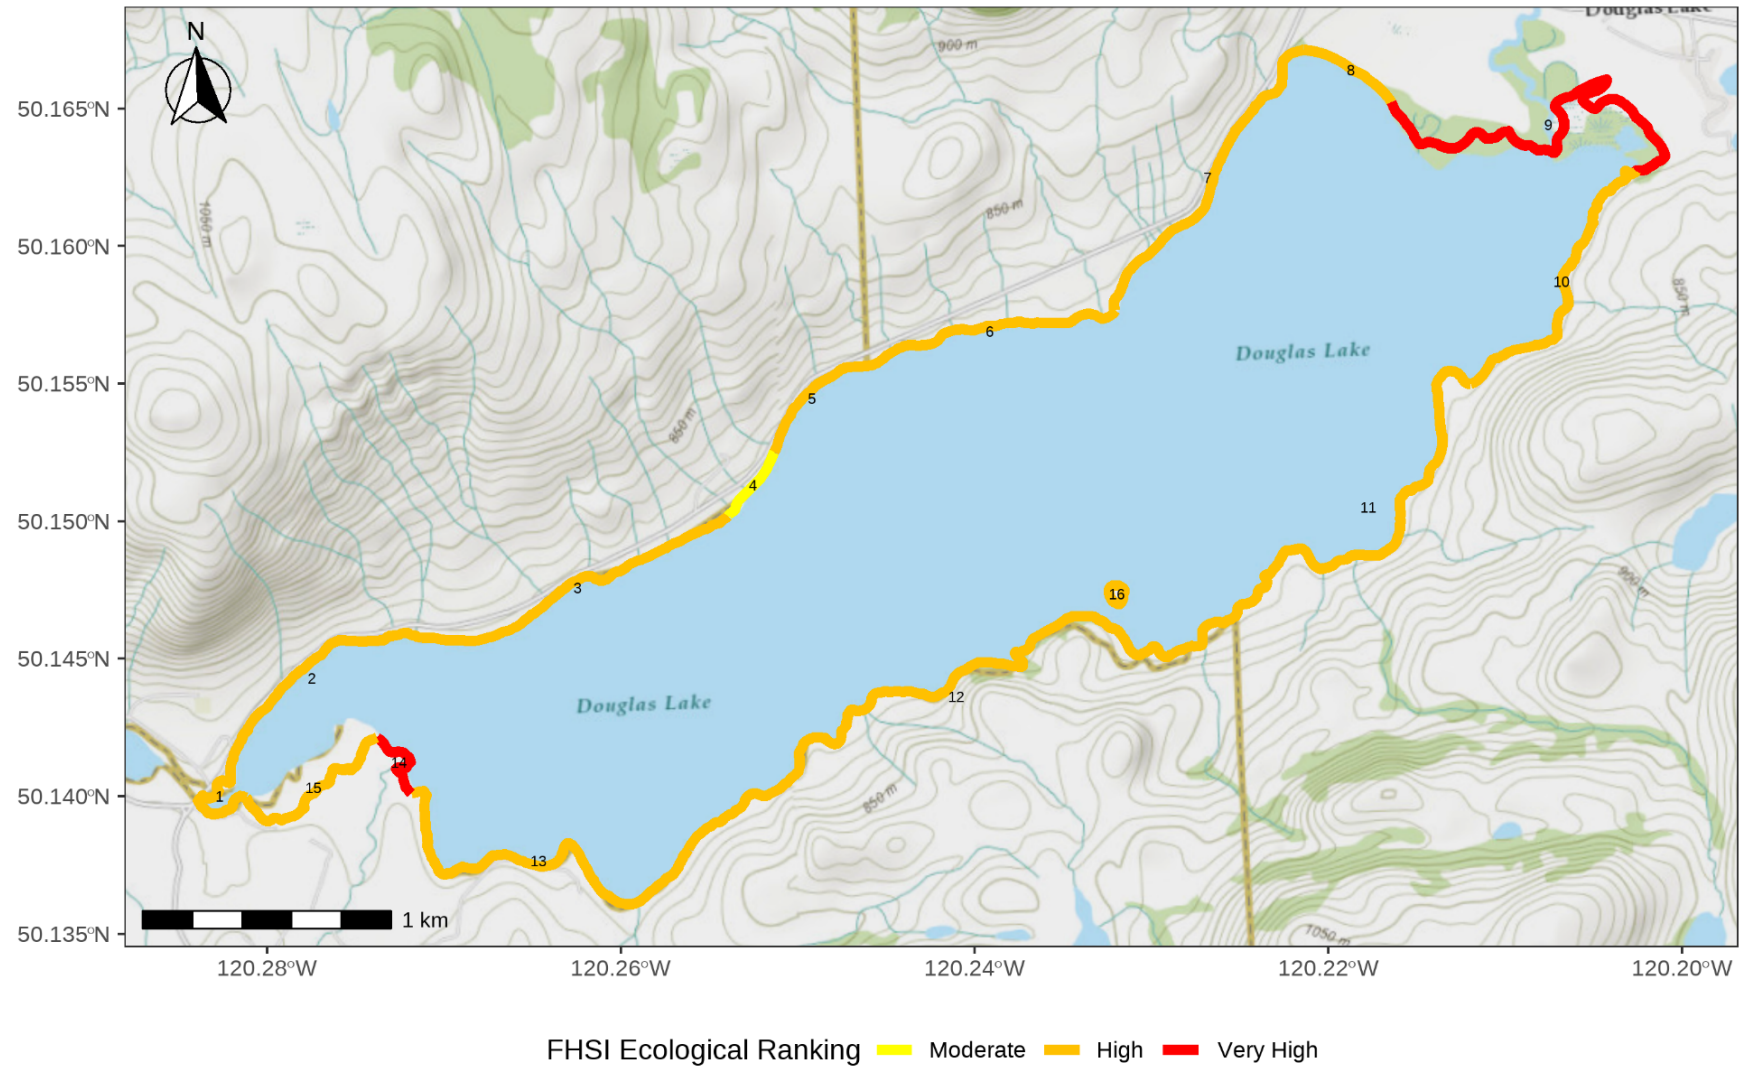 Douglas Lake
N
900 m
8
50.165°N
9
7
1050 m
850 m
50.160°N
10
850 m
6
Douglas Lake
50.155°N
5
850 m
4
11
50.150°N
3
16
900 m
50.145°N
2
12
Douglas Lake
14
15
1
50.140°N
850 m
13
1 km
50.135°N
1050 m
120.28°W
120.26°W
120.24°W
120.22°W
120.20°W
FHSI Ecological Ranking
Moderate
High
Very High